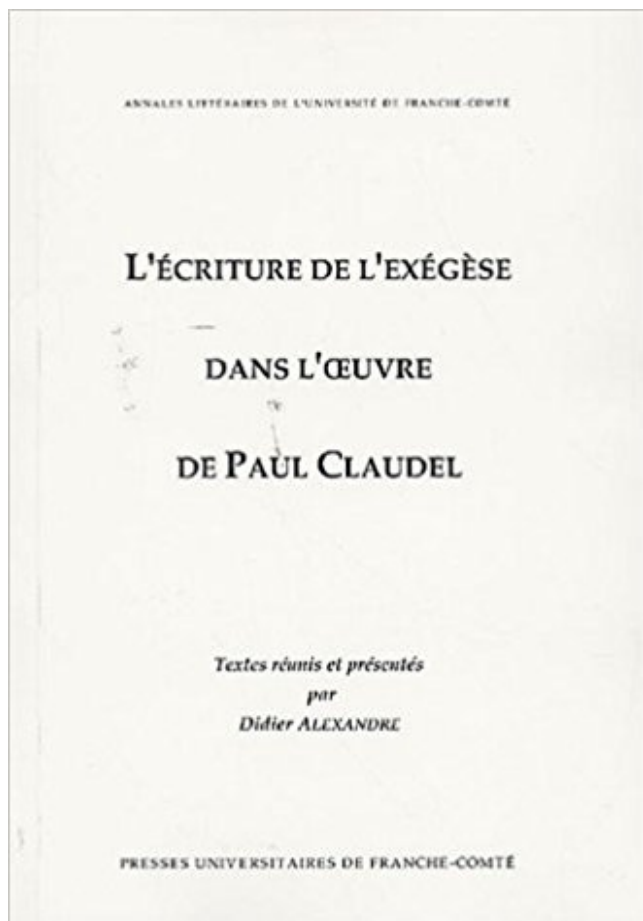 ANNALES LITTÉRAIRES DE L'UNIVERSITÉ DE FRANCHE-COMTÉ
L'ÉCRITURE DE L'EXÉGÈSE
DANS L'ŒUVRE
DE PAUL CLAUDEL
Textes réunis et présentés
par
Didier ALEXANDRE
PRESSES UNIVERSITAIRES DE FRANCHE-COMTÉ